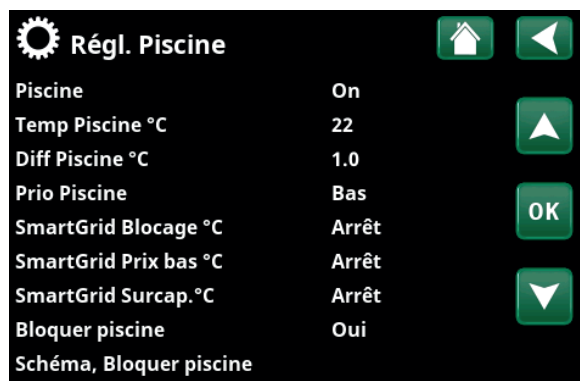 Régl. Piscine
Piscine On
Temp Piscine °C 22
Diff Piscine °C 1.0
Prio Piscine Bas
SmartGrid Blocage °C Arrêt
OK
SmartGrid Prix bas °C Arrêt
SmartGrid Surcap.°C Arrêt
Bloquer piscine Oui
Schéma, Bloquer piscine